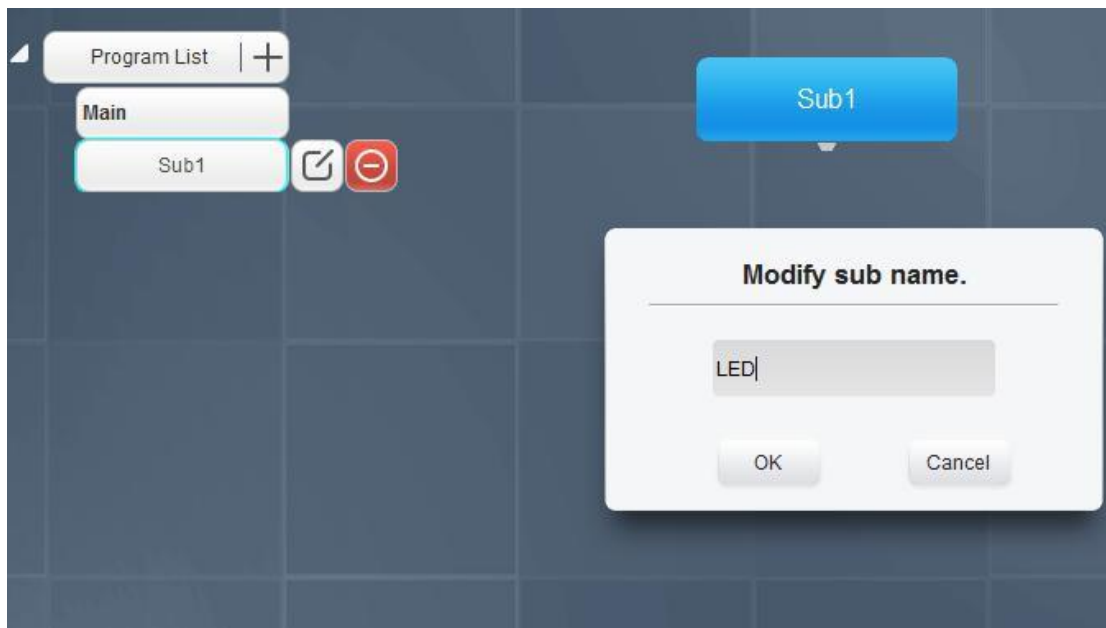 Program List
Main
Sub1
Sub1
Modify sub name.
LED
OK
Cancel